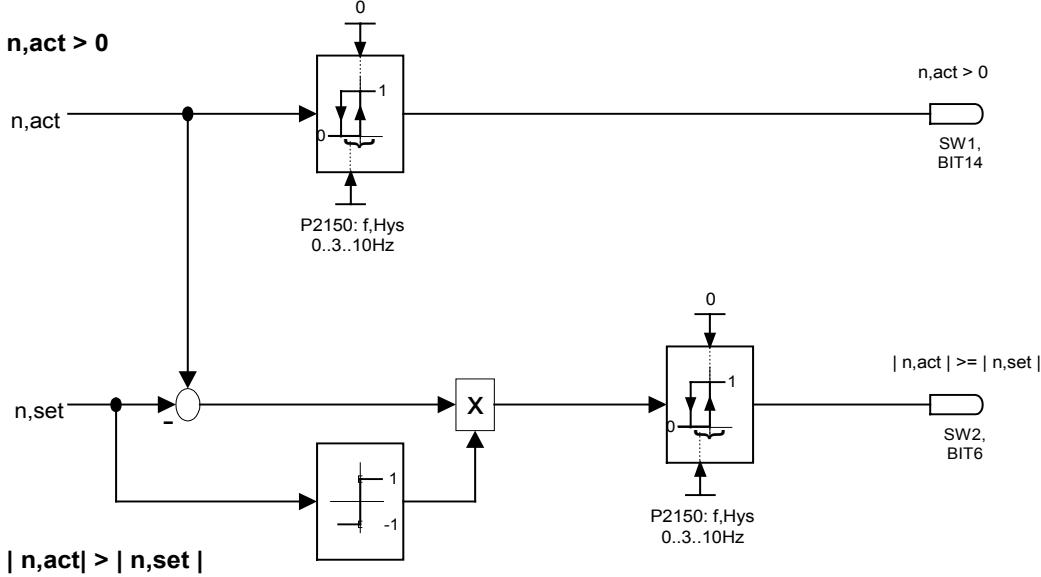 0
n,act > 0
n,act > 0
n,act
1
0
SW1,
BIT14
P2150: f,Hys
0..3..10Hz
0
| n,act | >= | n,set |
n,set
-
X
1
0
SW2,
BIT6
1
-1
P2150: f,Hys
0..3..10Hz
| n,act| > | n,set |